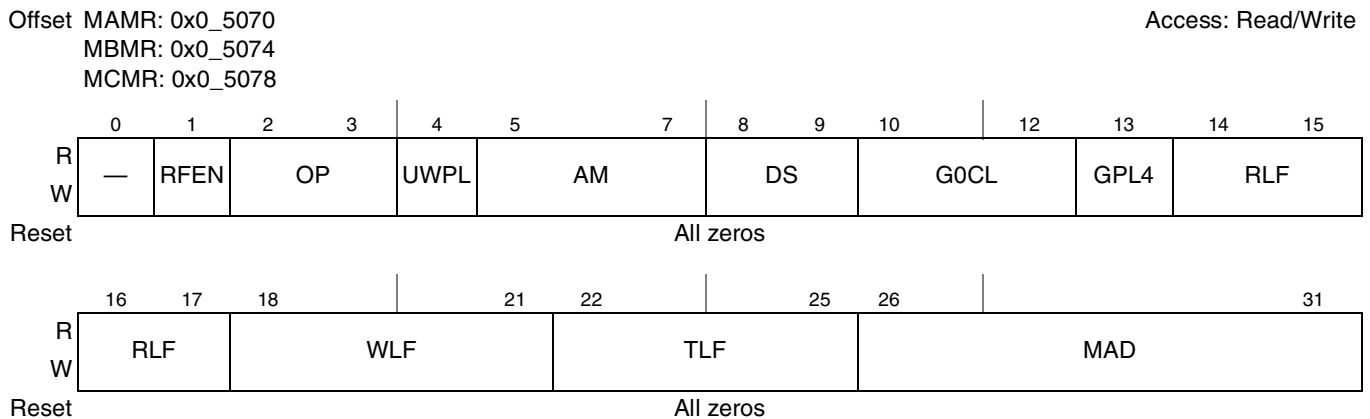 Offset MAMR: 0x0_5070 Access: Read/Write
MBMR: 0x0_5074
MCMR: 0x0_5078
0 1 2 3 4 5 7 8 9 10 12 13 14 15
R
W
— RFEN OP UWPL AM DS G0CL GPL4 RLF
Reset All zeros
16 17 18 21 22 25 26 31
R
W
RLF WLF TLF MAD
Reset All zeros